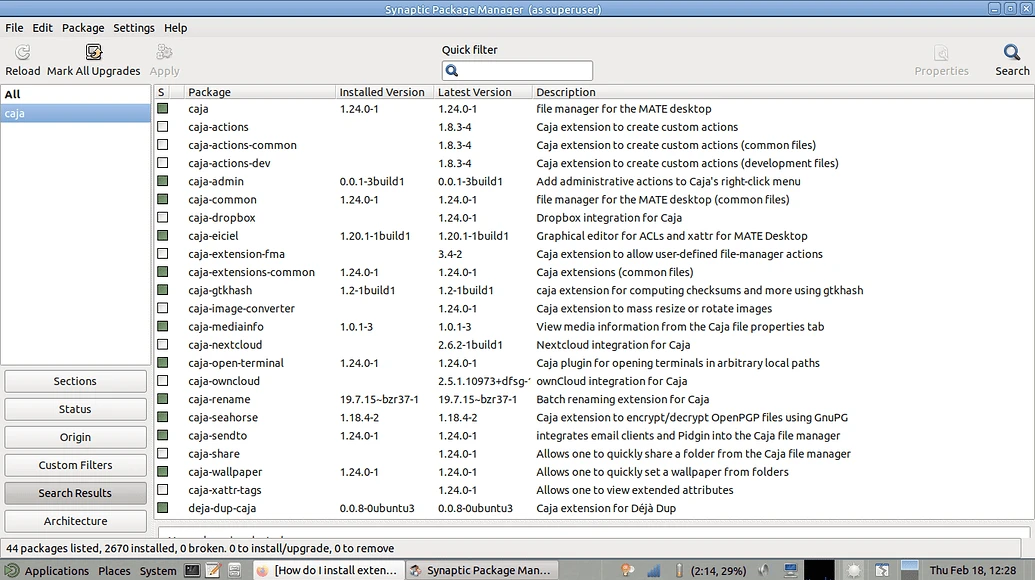 Synaptic Package Manager (as superuser)
File Edit Package Settings Help
Quick filter
Reload Mark All Upgrades Apply Properties Search
All
caja
S Package Installed Version Latest Version Description
caja 1.24.0-1 1.24.0-1 file manager for the MATE desktop
caja-actions 1.8.3-4 Caja extension to create custom actions
caja-actions-common 1.8.3-4 Caja extension to create custom actions (common files)
caja-actions-dev 1.8.3-4 Caja extension to create custom actions (development files)
caja-admin 0.0.1-3build1 0.0.1-3build1 Add administrative actions to Caja's right-click menu
caja-common 1.24.0-1 1.24.0-1 file manager for the MATE desktop (common files)
caja-dropbox 1.24.0-1 Dropbox integration for Caja
caja-eiciel 1.20.1-1build1 1.20.1-1build1 Graphical editor for ACLs and xattr for MATE Desktop
caja-extension-fma 3.4-2 Caja extension to allow user-defined file-manager actions
caja-extensions-common 1.24.0-1 1.24.0-1 Caja extensions (common files)
caja-gtkhash 1.2-1build1 1.2-1build1 caja extension for computing checksums and more using gtkhash
caja-image-converter 1.24.0-1 Caja extension to mass resize or rotate images
caja-mediainfo 1.0.1-3 1.0.1-3 View media information from the Caja file properties tab
caja-nextcloud 2.6.2-1build1 Nextcloud integration for Caja
caja-open-terminal 1.24.0-1 1.24.0-1 Caja plugin for opening terminals in arbitrary local paths
caja-owncloud 2.5.1.10973+dfsg- ownCloud integration for Caja
caja-rename 19.7.15~bzr37-1 19.7.15~bzr37-1 Batch renaming extension for Caja
caja-seahorse 1.18.4-2 1.18.4-2 Caja extension to encrypt/decrypt OpenPGP files using GnuPG
caja-sendto 1.24.0-1 1.24.0-1 integrates email clients and Pidgin into the Caja file manager
caja-share 1.24.0-1 Allows one to quickly share a folder from the Caja file manager
caja-wallpaper 1.24.0-1 1.24.0-1 Allows one to quickly set a wallpaper from folders
caja-xattr-tags 1.24.0-1 Allows one to view extended attributes
deja-dup-caja 0.0.8-0ubuntu3 0.0.8-0ubuntu3 Caja extension for Déjà Dup
Sections
Status
Origin
Custom Filters
Search Results
Architecture
44 packages listed, 2670 installed, 0 broken. 0 to install/upgrade, 0 to remove
Applications Places System [How do I install exten... Synaptic Package Man... (2:14, 29%) Thu Feb 18, 12:28